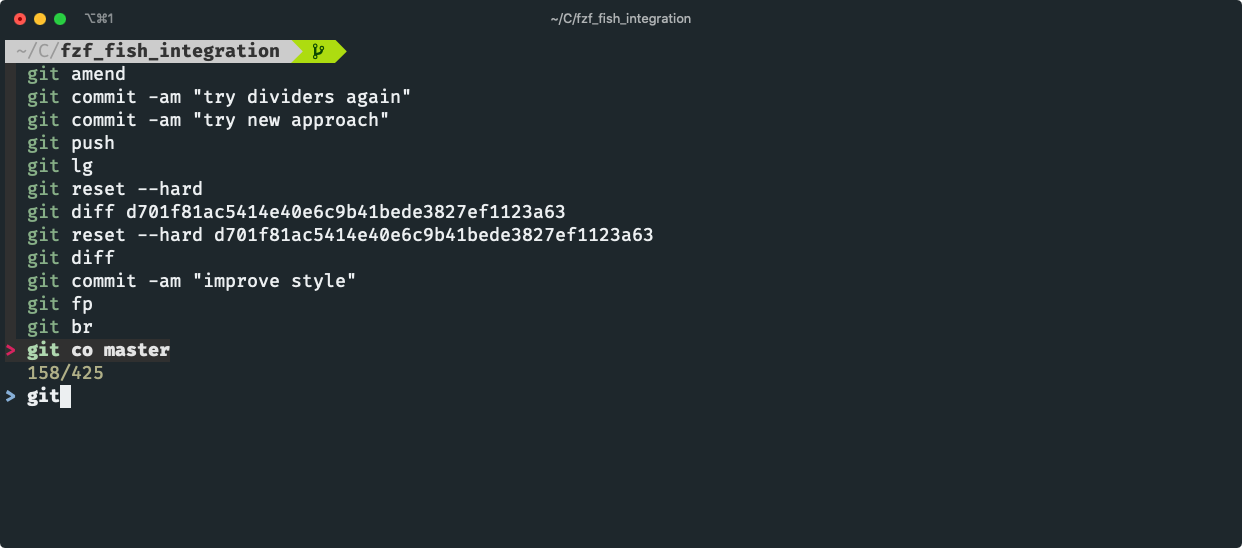 ⌥⌘1 ~/C/fzf_fish_integration
~/C/fzf_fish_integration
git amend
git commit -am "try dividers again"
git commit -am "try new approach"
git push
git lg
git reset --hard
git diff d701f81ac5414e40e6c9b41bede3827ef1123a63
git reset --hard d701f81ac5414e40e6c9b41bede3827ef1123a63
git diff
git commit -am "improve style"
git fp
git br
> git co master
158/425
> git